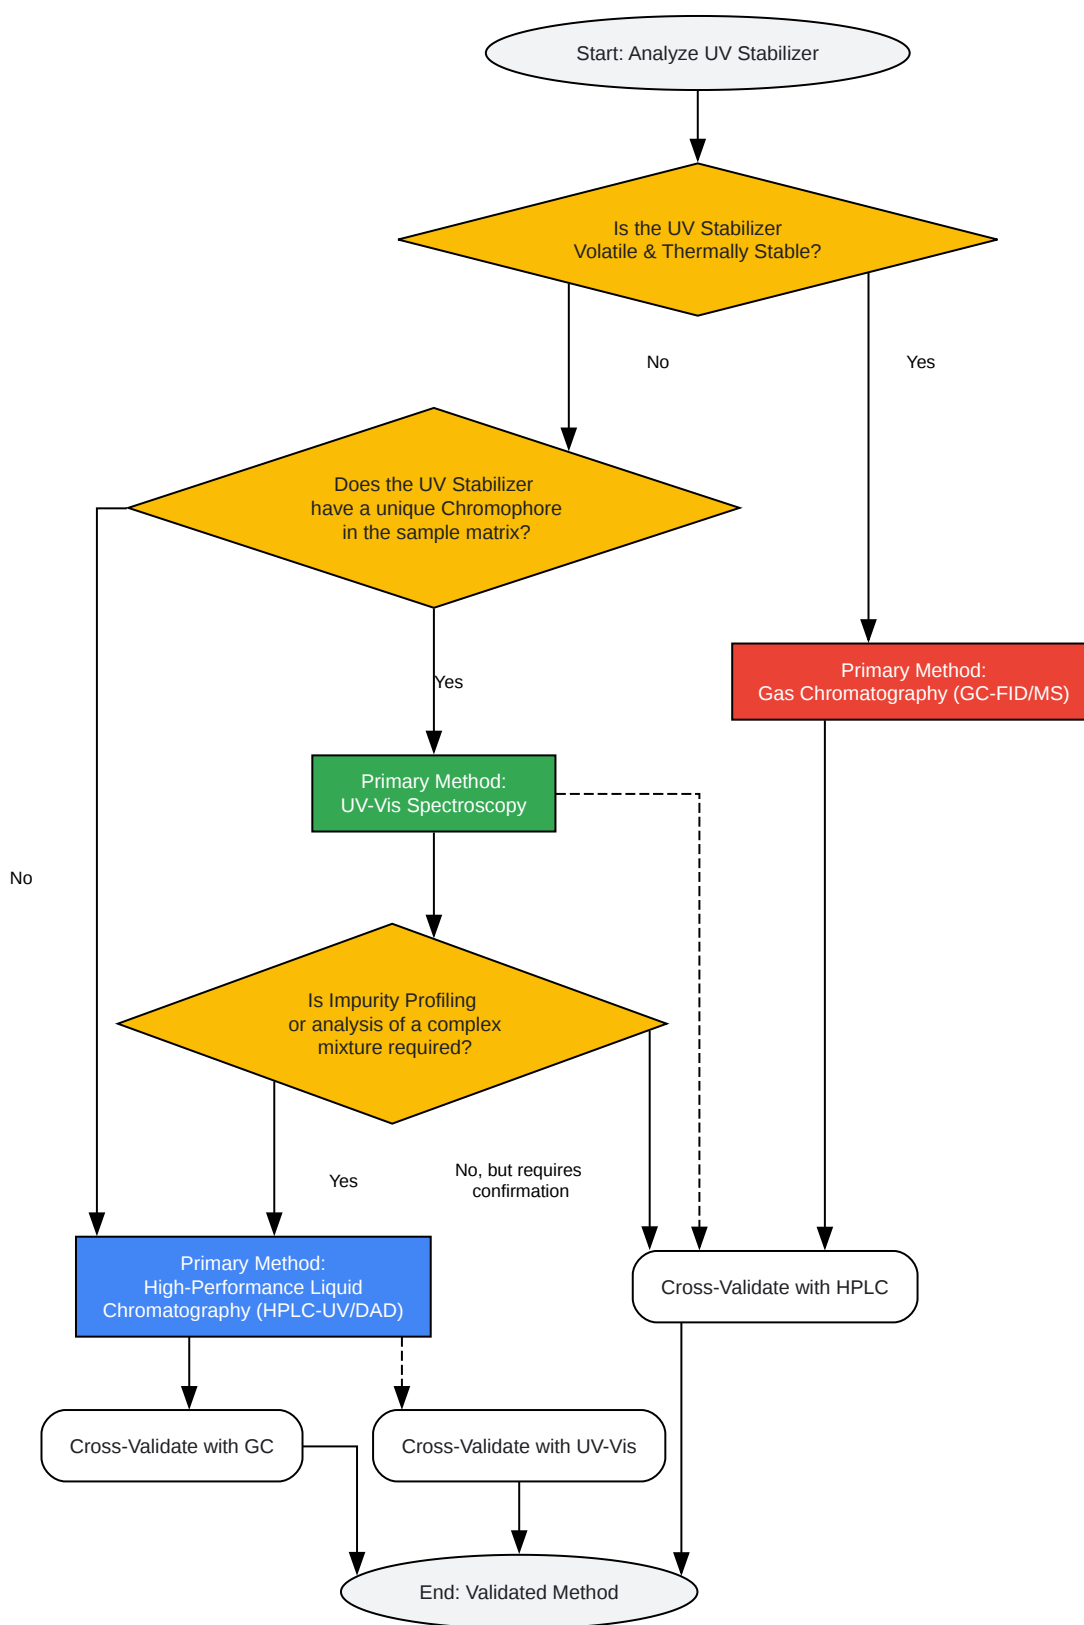 Start: Analyze UV Stabilizer
Is the UV Stabilizer
Volatile & Thermally Stable?
No
Yes
Does the UV Stabilizer
have a unique Chromophore
in the sample matrix?
Yes
Primary Method:
Gas Chromatography (GC-FID/MS)
Primary Method:
UV-Vis Spectroscopy
No
Is Impurity Profiling
or analysis of a complex
mixture required?
Yes
No, but requires
confirmation
Primary Method:
High-Performance Liquid
Chromatography (HPLC-UV/DAD)
Cross-Validate with HPLC
Cross-Validate with GC
Cross-Validate with UV-Vis
End: Validated Method